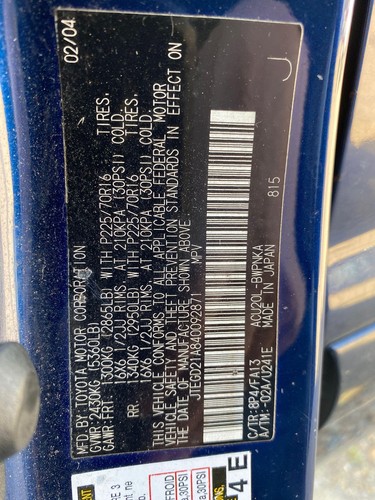 MFD. BY: TOYOTA MOTOR CORPORATION 02/04
GVWR: 2430KG (5360LB)
GAWR: FRT. 1300KG (2865LB) WITH P225/70R16 TIRES.
16X6 1/2JJ RIMS. AT 210KPA (30PSI) COLD.
RR. 1340KG (2950LB) WITH P225/70R16 TIRES.
16X6 1/2JJ RIMS. AT 210KPA (30PSI) COLD.
THIS VEHICLE CONFORMS TO ALL APPLICABLE FEDERAL MOTOR
VEHICLE SAFETY AND THEFT PREVENTION STANDARDS IN EFFECT ON
THE DATE OF MANUFACTURE SHOWN ABOVE.
MPV J
C/TR: 8P4/FA13 ACU20L-BWPNKA 815
A/TM: -02A/U241E MADE IN JAPAN
4 E